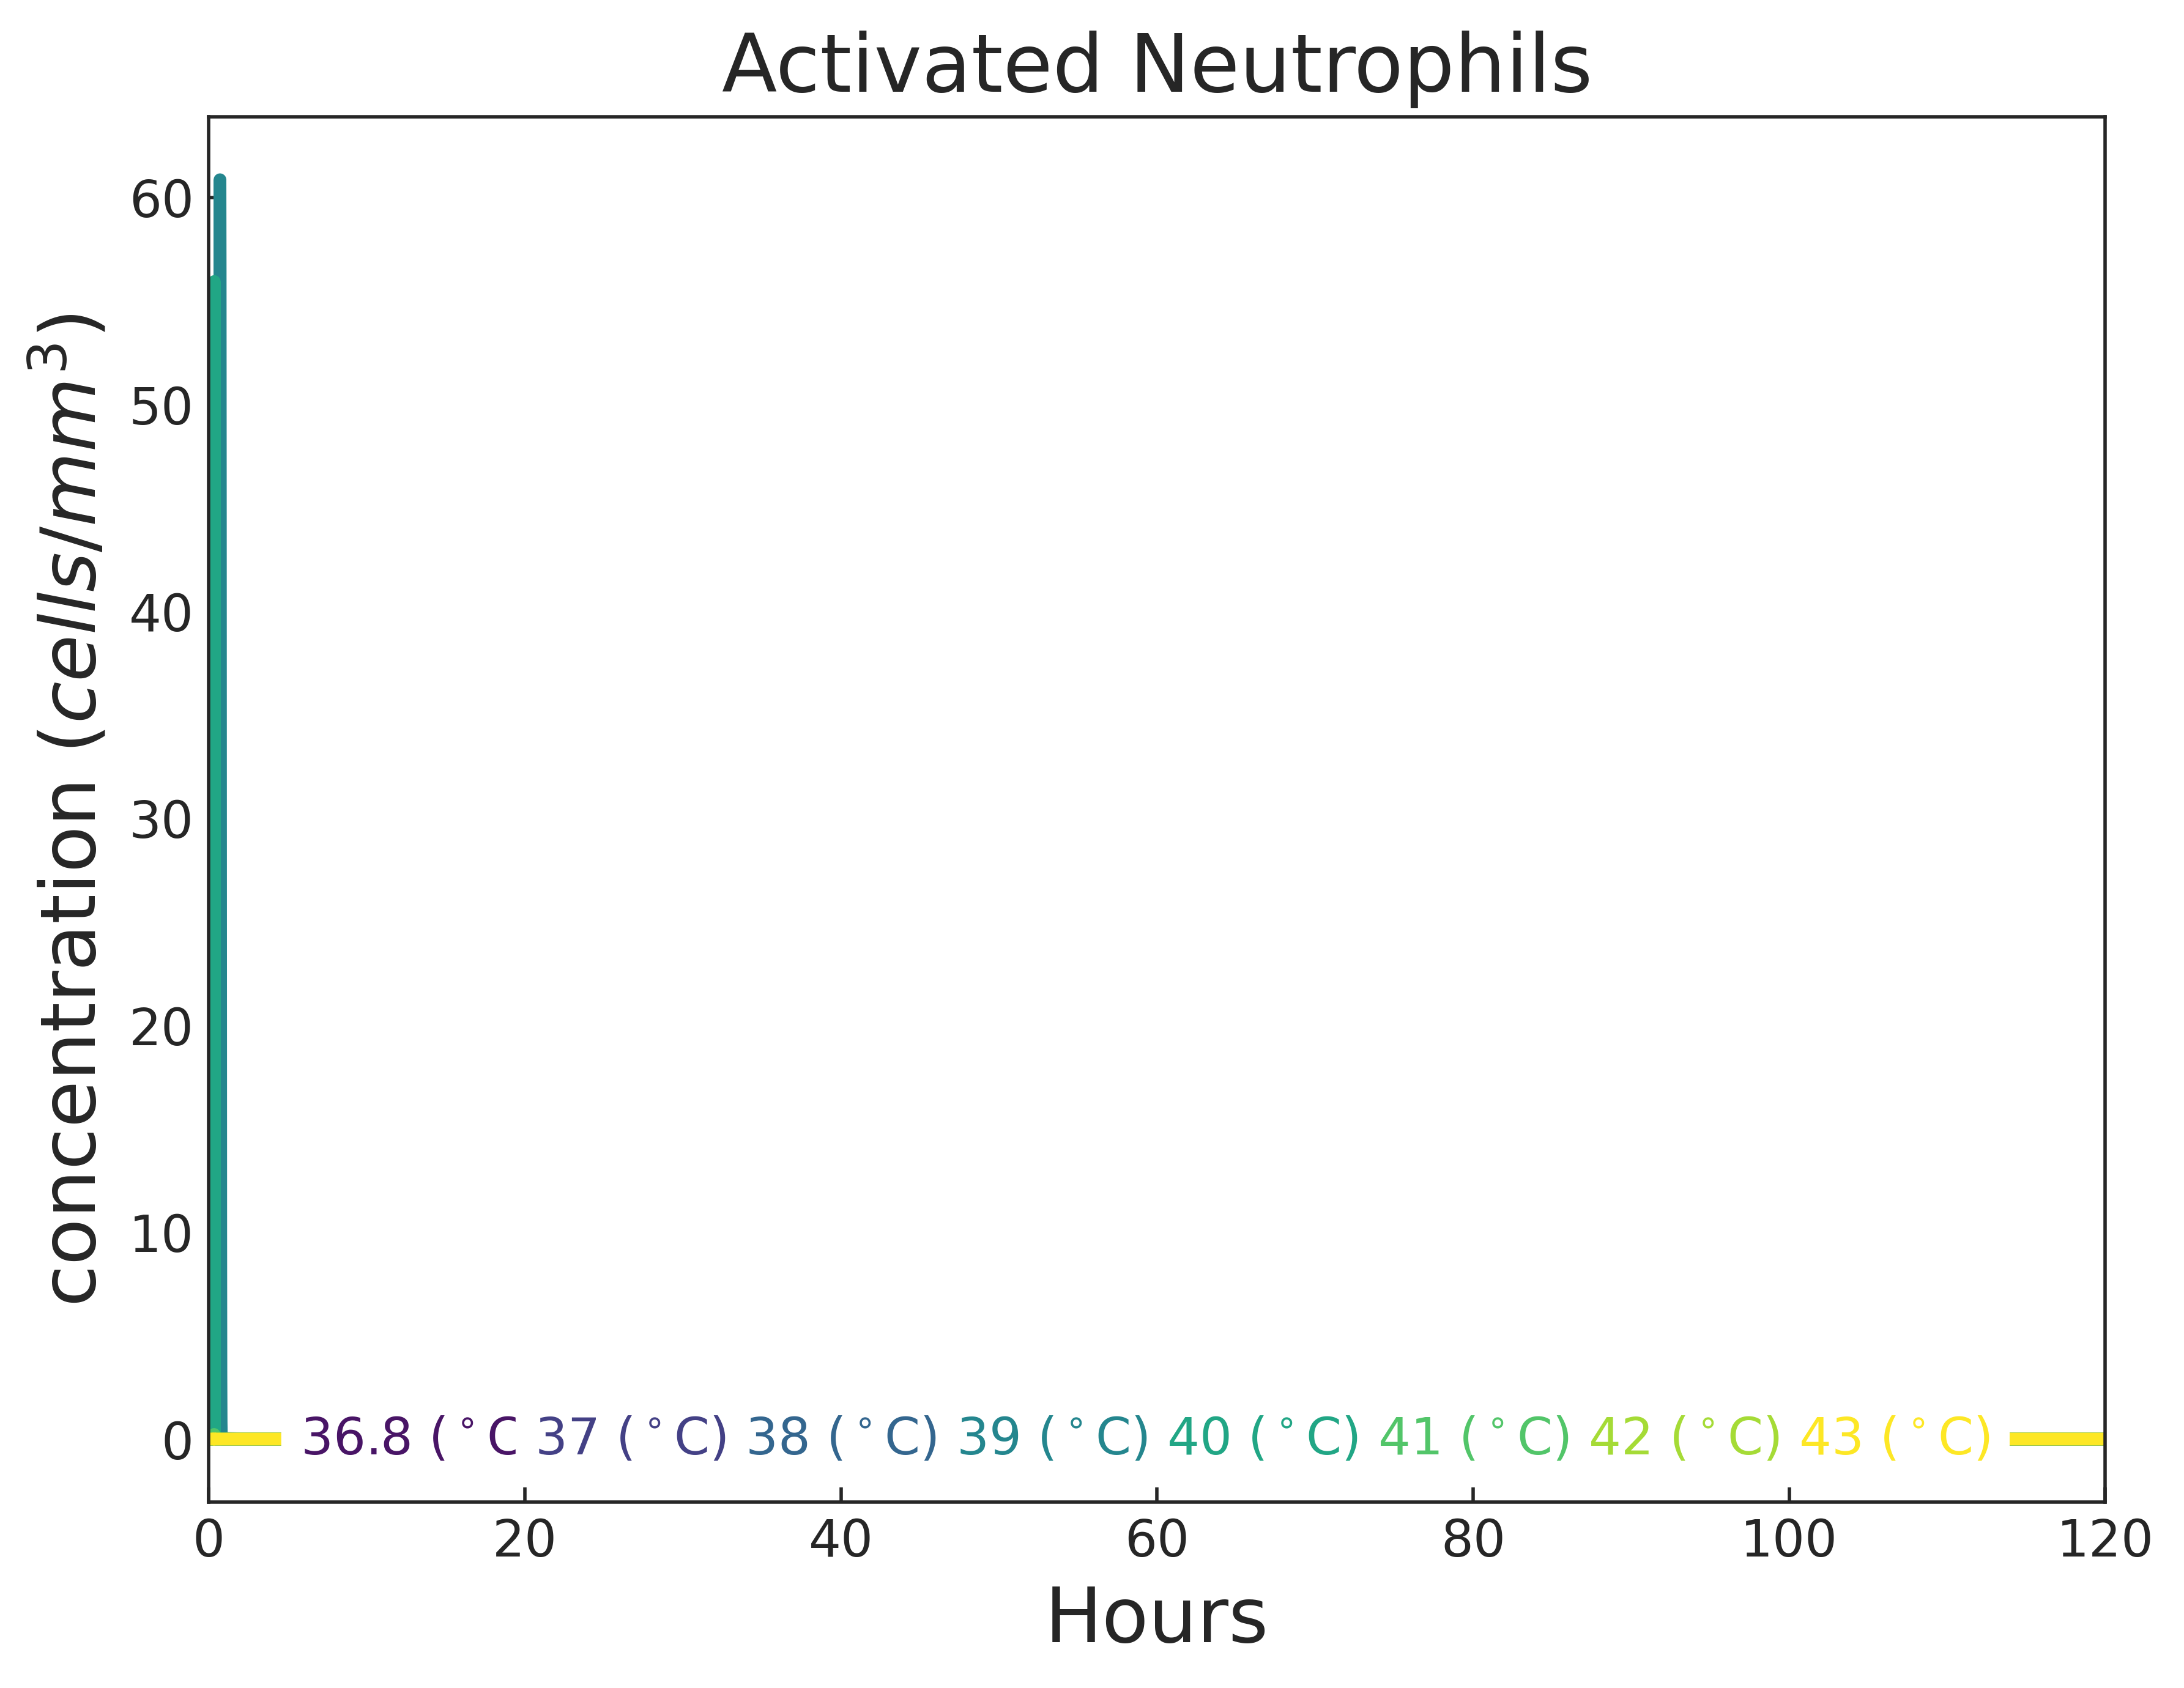 Activated Neutrophils
concentration (cells/mm³)
60
50
40
30
20
10
0
36.8 (°C 37 (°C) 38 (°C) 39 (°C) 40 (°C) 41 (°C) 42 (°C) 43 (°C)
0 20 40 60 80 100 120
Hours